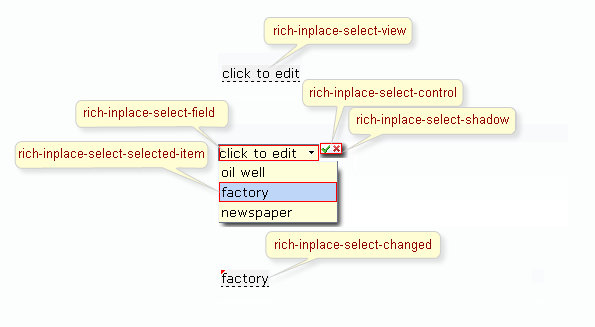 rich-inplace-select-view
click to edit
rich-inplace-select-control
rich-inplace-select-field
rich-inplace-select-shadow
click to edit
rich-inplace-select-selected-item
oil well
factory
newspaper
rich-inplace-select-changed
factory